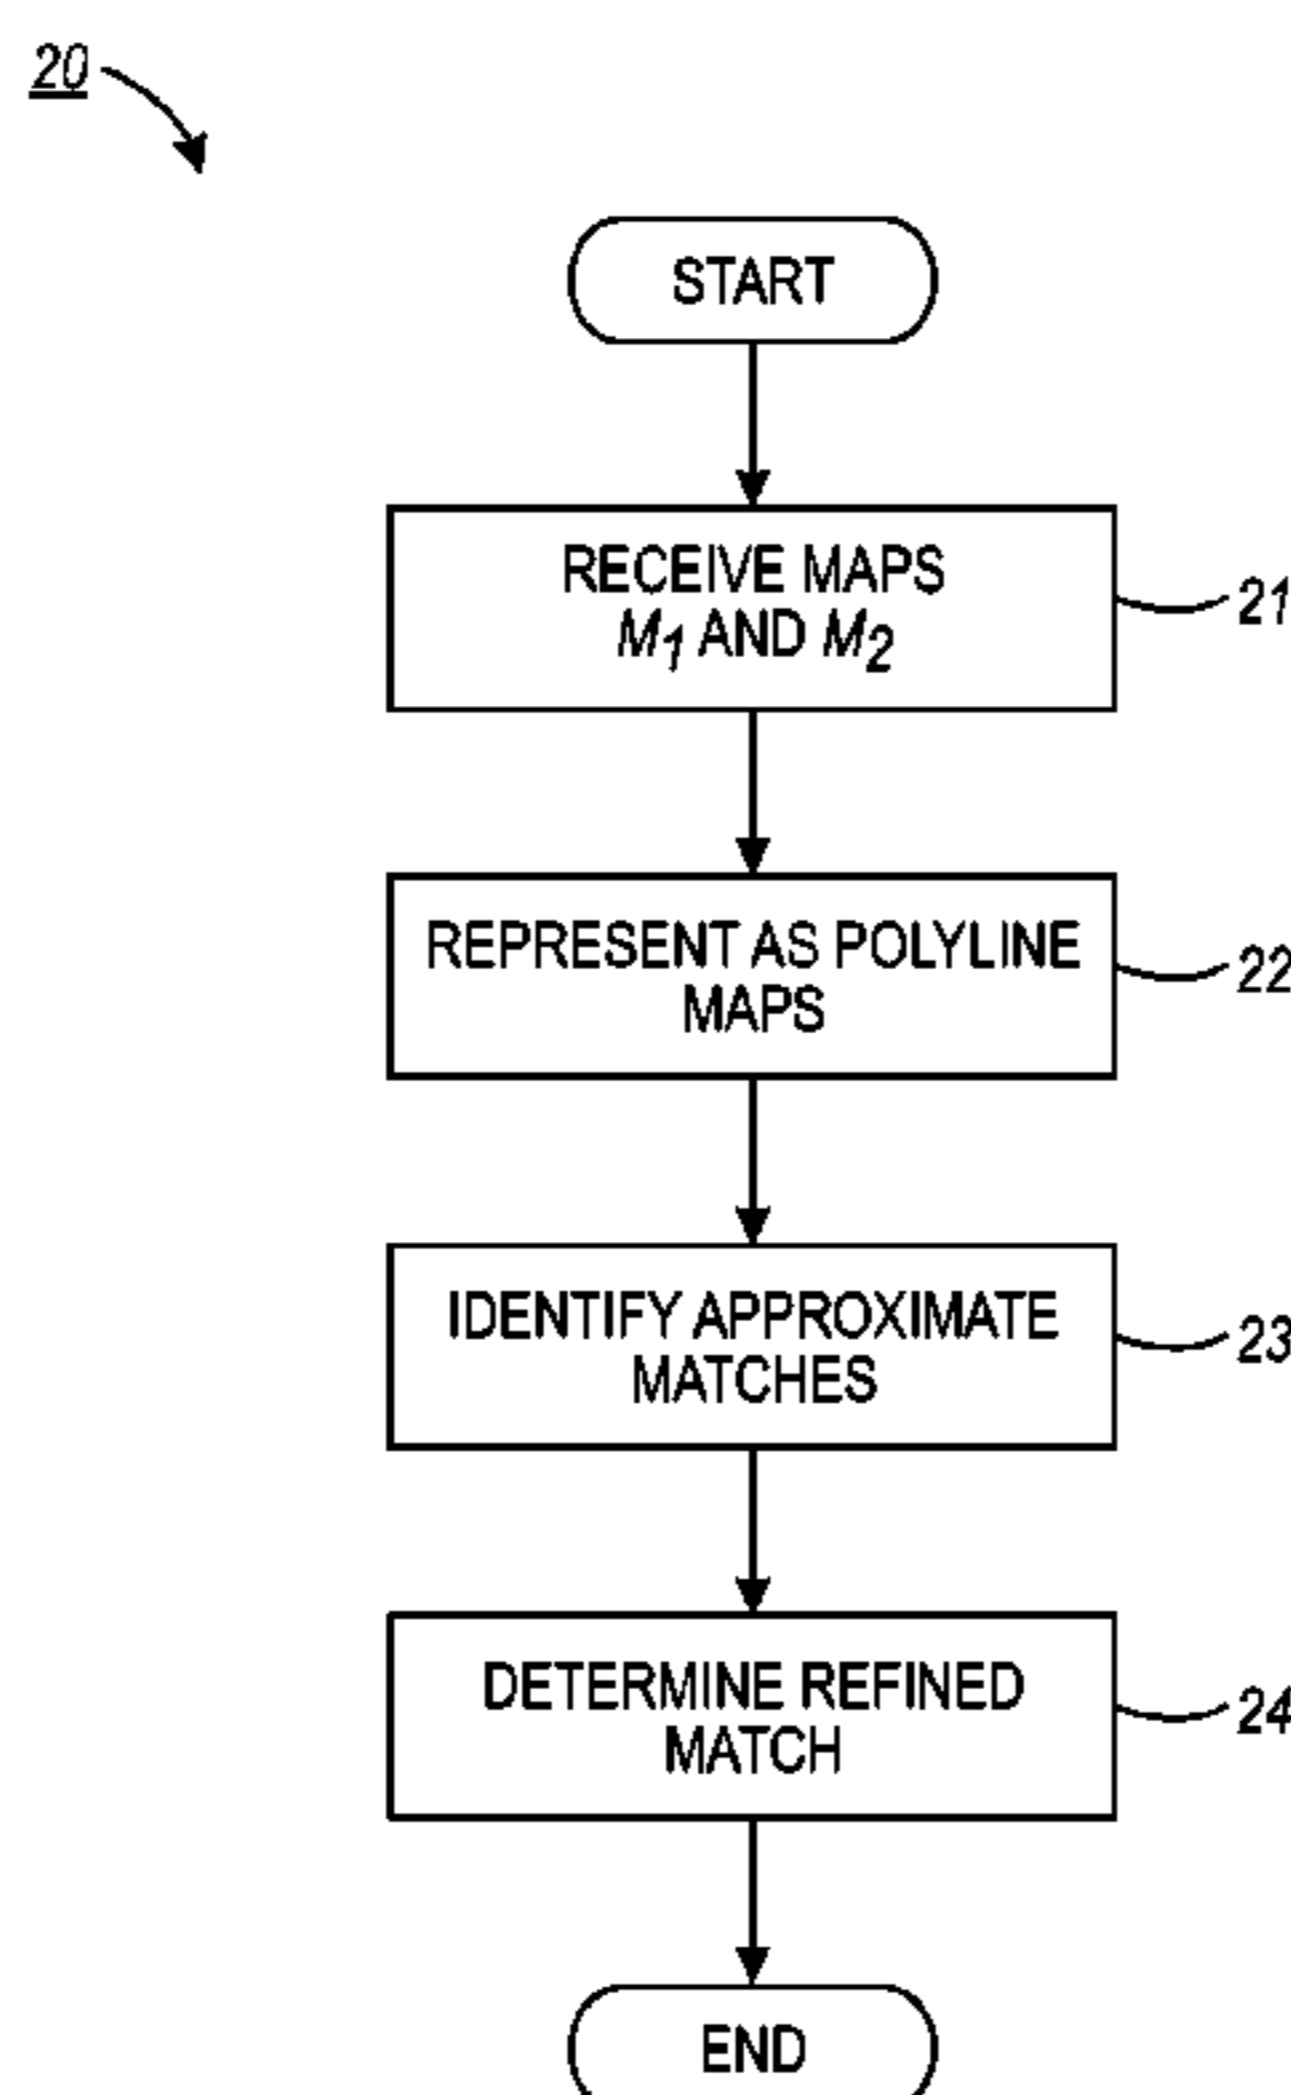 20
START
RECEIVE MAPS
M1 AND M2
21
REPRESENT AS POLYLINE
MAPS
22
IDENTIFY APPROXIMATE
MATCHES
23
DETERMINE REFINED
MATCH
24
END